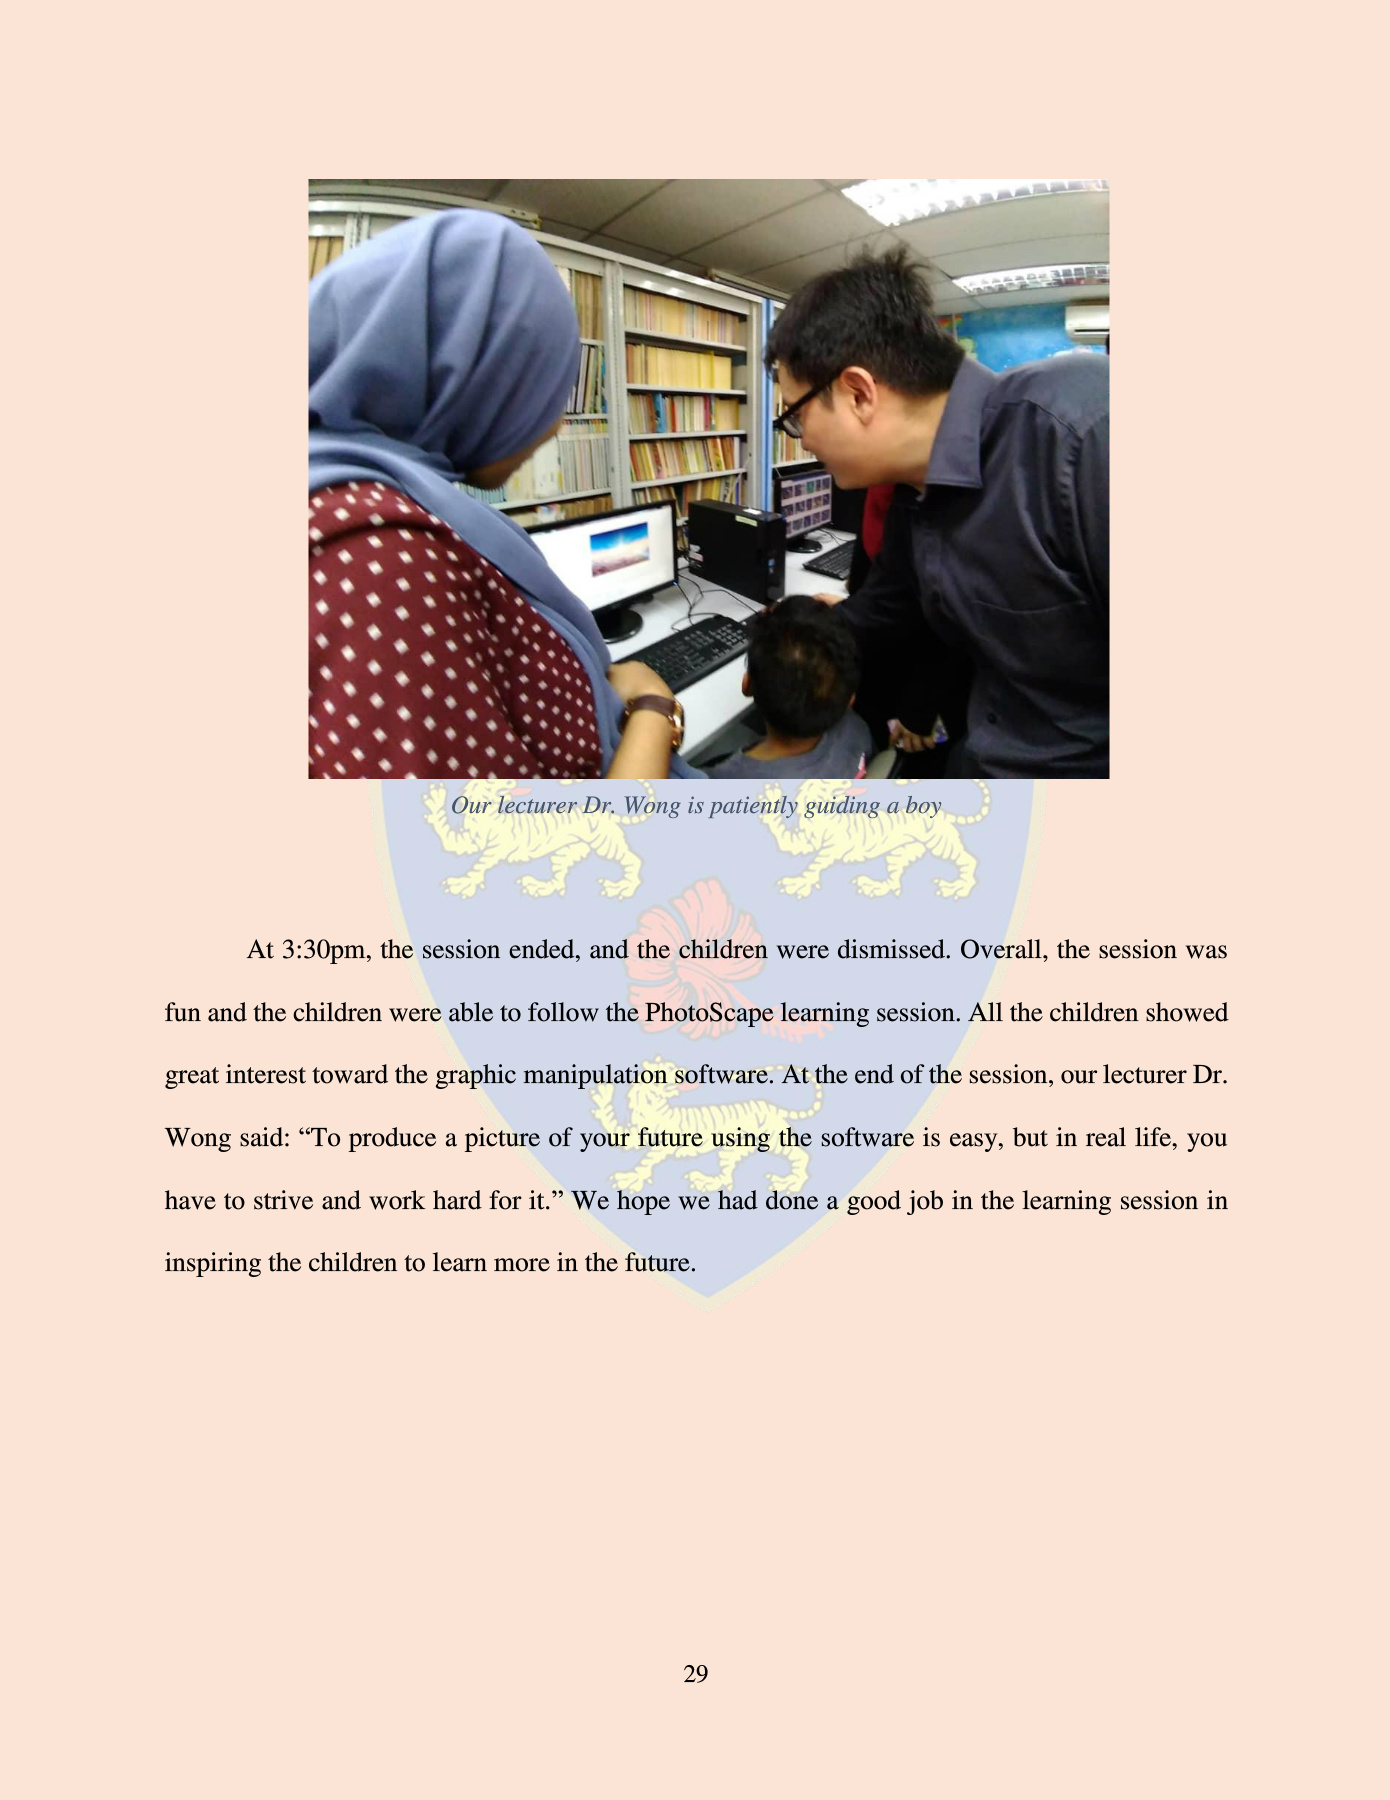 Our lecturer Dr. Wong is patiently guiding a boy
At 3:30pm, the session ended, and the children were dismissed. Overall, the session was
fun and the children were able to follow the PhotoScape learning session. All the children showed
great interest toward the graphic manipulation software. At the end of the session, our lecturer Dr.
Wong said: “To produce a picture of your future using the software is easy, but in real life, you
have to strive and work hard for it.” We hope we had done a good job in the learning session in
inspiring the children to learn more in the future.
29